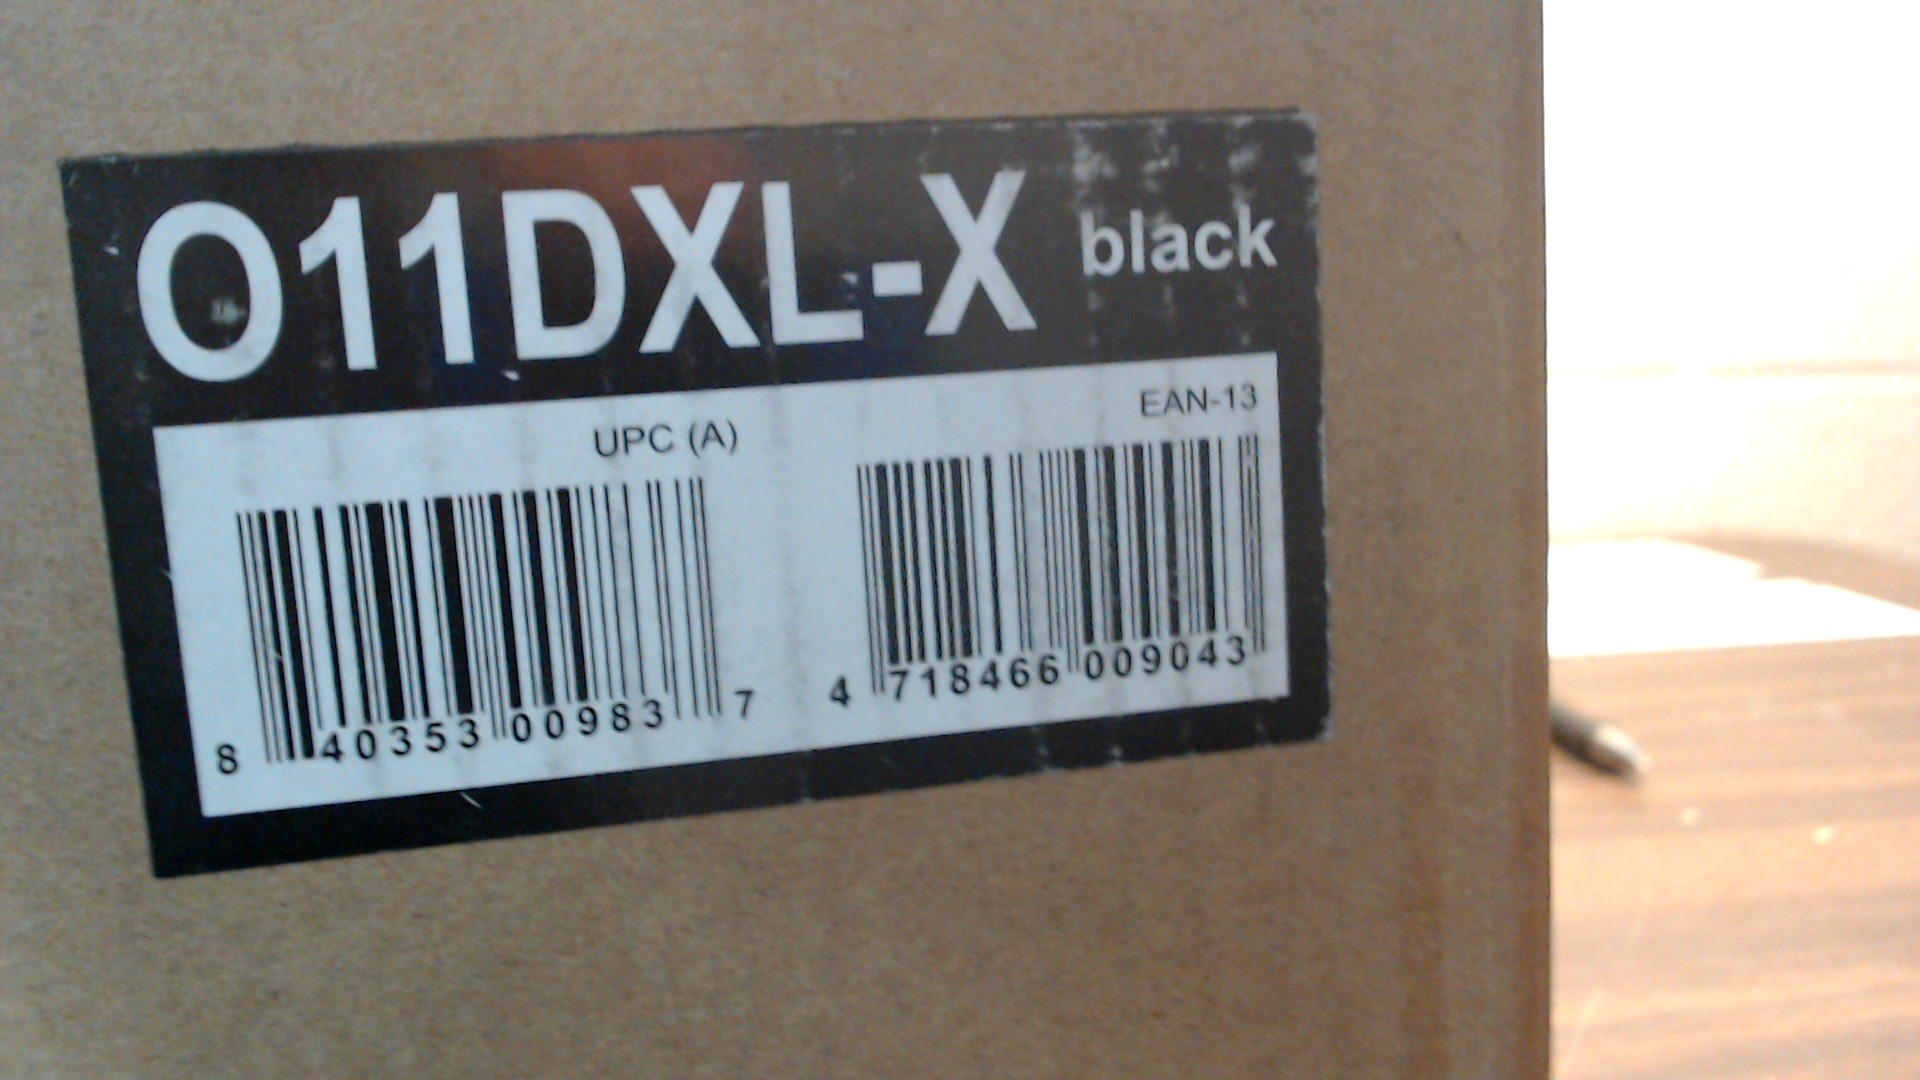 O11DXL-X black
UPC (A)
EAN-13
8 40353 00983 7
4 718466 009043